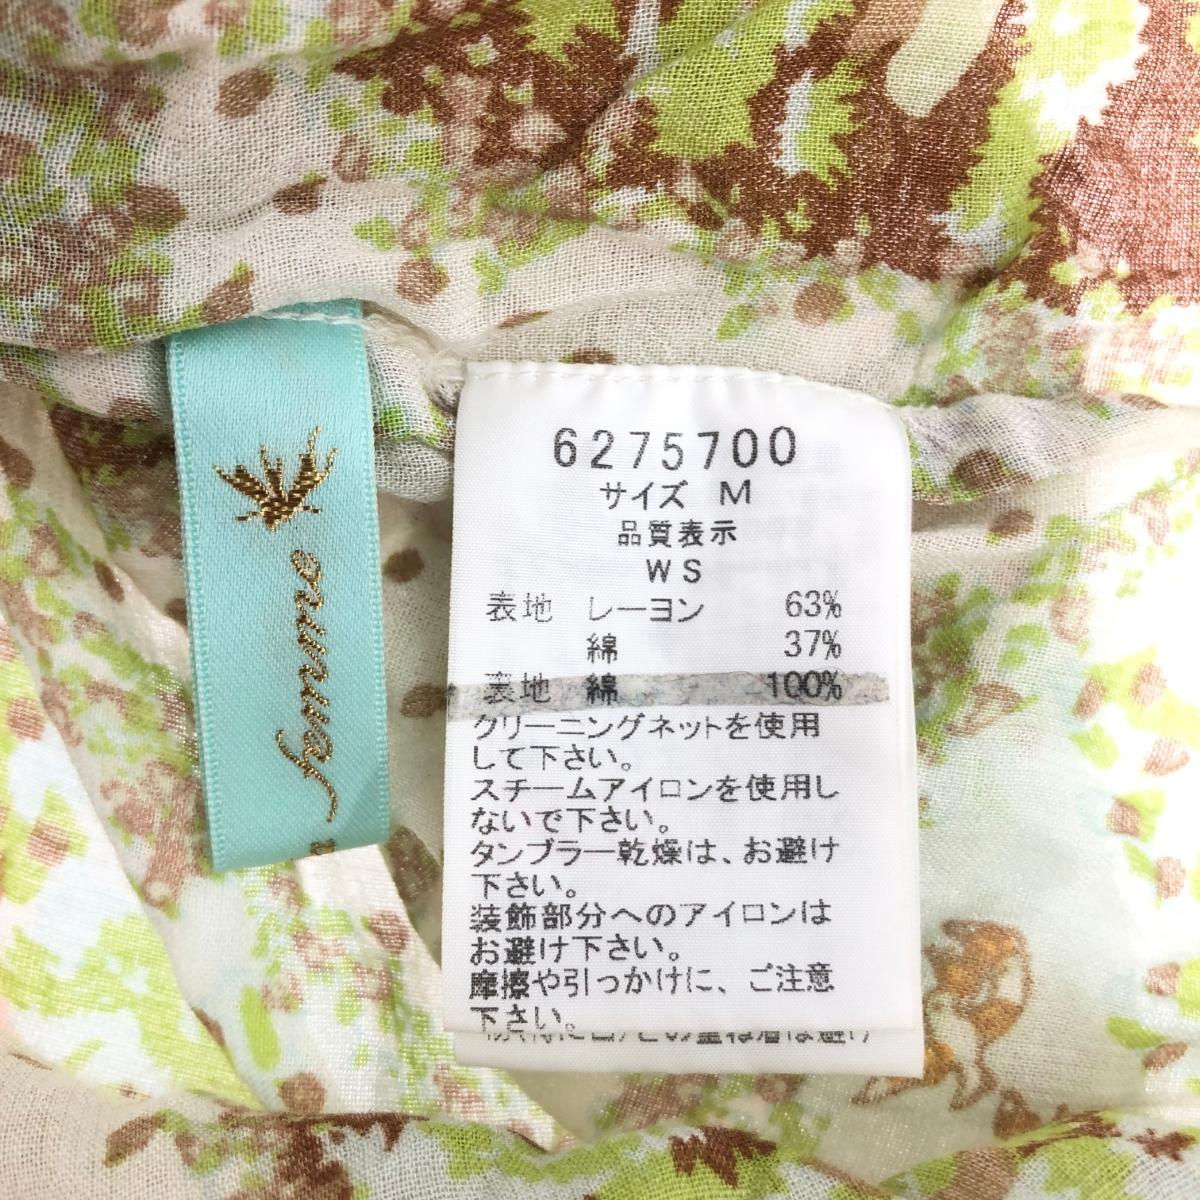 6275700
サイズ M
品質表示
WS
表地 レーヨン 63%
綿 37%
裏地 綿 100%
クリーニングネットを使用
して下さい。
スチームアイロンを使用し
ないで下さい。
タンブラー乾燥は、お避け
下さい。
装飾部分へのアイロンは
お避け下さい。
摩擦や引っかけに、ご注意
下さい。
femme